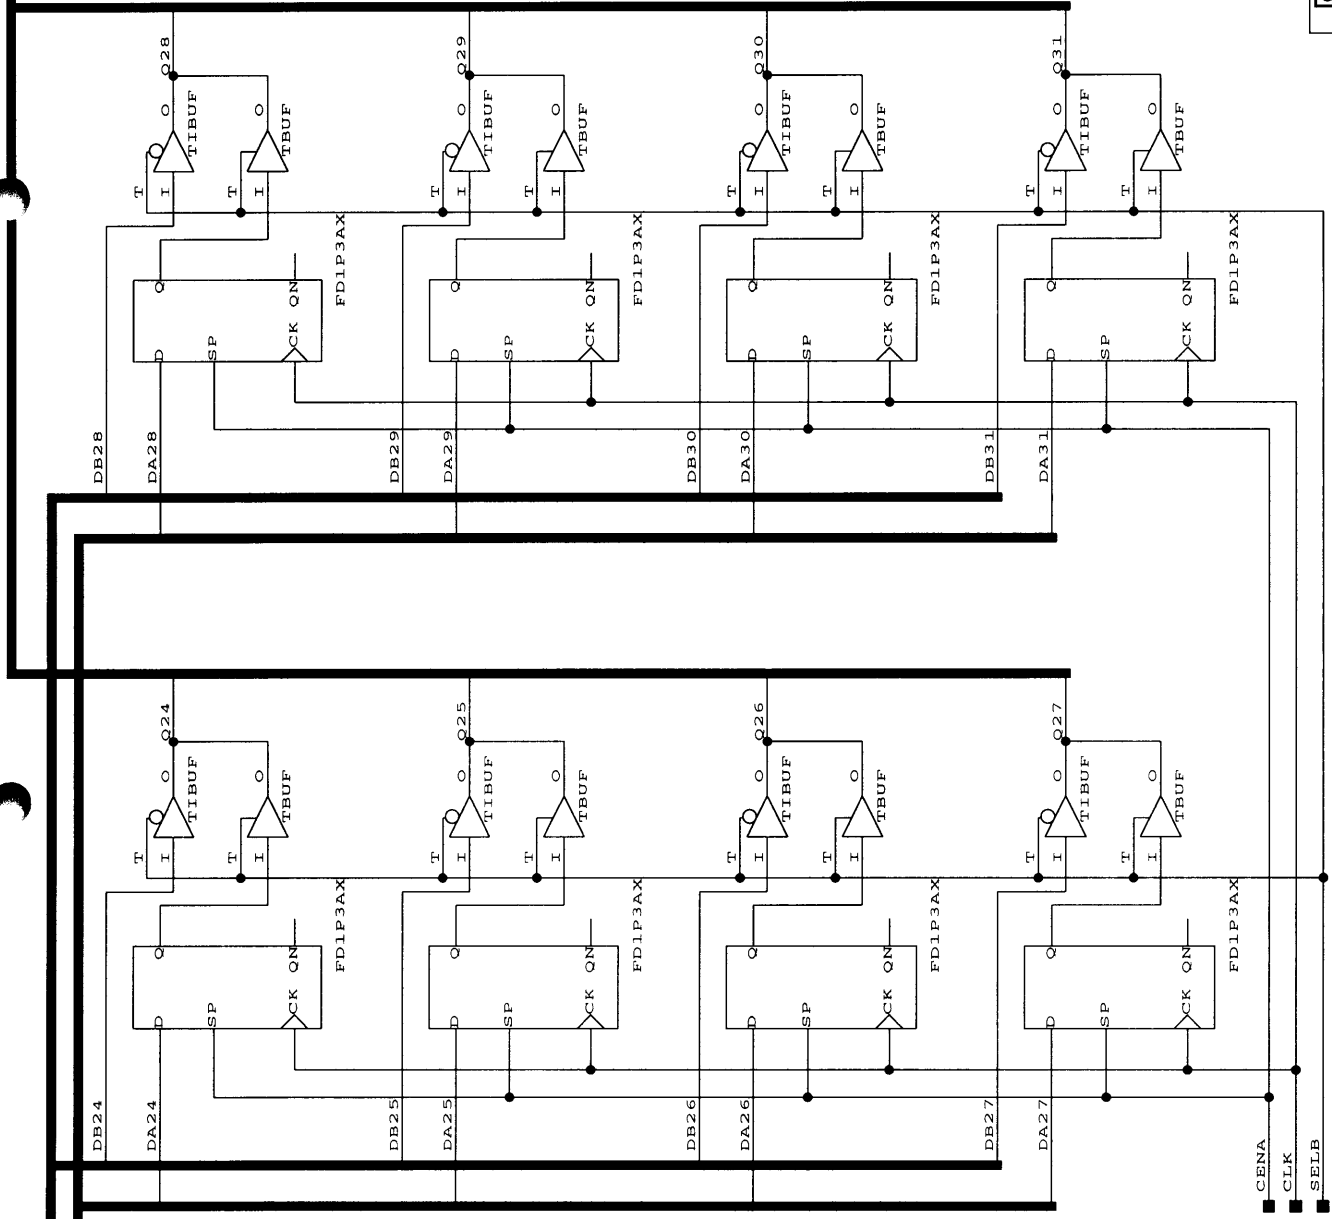 Q28 Q29 Q30 Q31
O O O O O O O O
TIBUF TBUF TIBUF TBUF TIBUF TBUF TIBUF TBUF
T I T I T I T I T I T I T I T I
FD1P3AX FD1P3AX FD1P3AX FD1P3AX
Q QN Q QN Q QN Q QN
D SP CK D SP CK D SP CK D SP CK
DB28 DA28 DB29 DA29 DB30 DA30 DB31 DA31
Q24 Q25 Q26 Q27
O O O O O O O O
TIBUF TBUF TIBUF TBUF TIBUF TBUF TIBUF TBUF
T I T I T I T I T I T I T I T I
FD1P3AX FD1P3AX FD1P3AX FD1P3AX
Q QN Q QN Q QN Q QN
D SP CK D SP CK D SP CK D SP CK
DB24 DA24 DB25 DA25 DB26 DA26 DB27 DA27
CENA CLK SELB